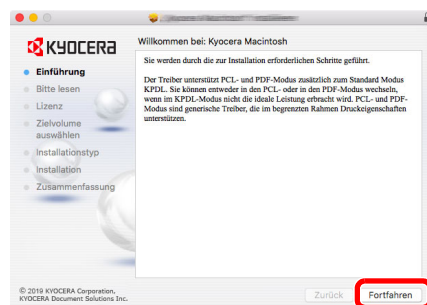 KYOCERA
Willkommen bei: Kyocera Macintosh
Einführung
Bitte lesen
Lizenz
Zielvolume
auswählen
Installationstyp
Installation
Zusammenfassung
Sie werden durch die zur Installation erforderlichen Schritte geführt.
Der Treiber unterstützt PCL- und PDF-Modus zusätzlich zum Standard Modus
KPDL. Sie können entweder in den PCL- oder in den PDF-Modus wechseln,
wenn im KPDL-Modus nicht die ideale Leistung erbracht wird. PCL- und PDF-
Modus sind generische Treiber, die im begrenzten Rahmen Druckeigenschaften
unterstützen.
© 2019 KYOCERA Corporation,
KYOCERA Document Solutions Inc.
Zurück
Fortfahren